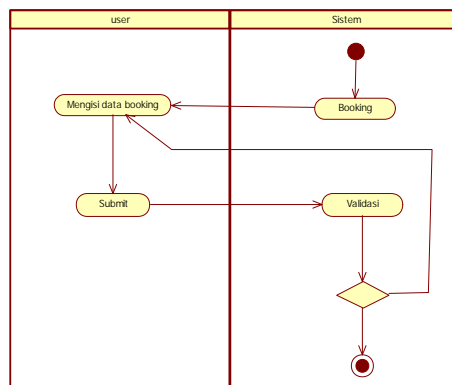 user
Sistem
Mengisi data booking
Booking
Submit
Validasi